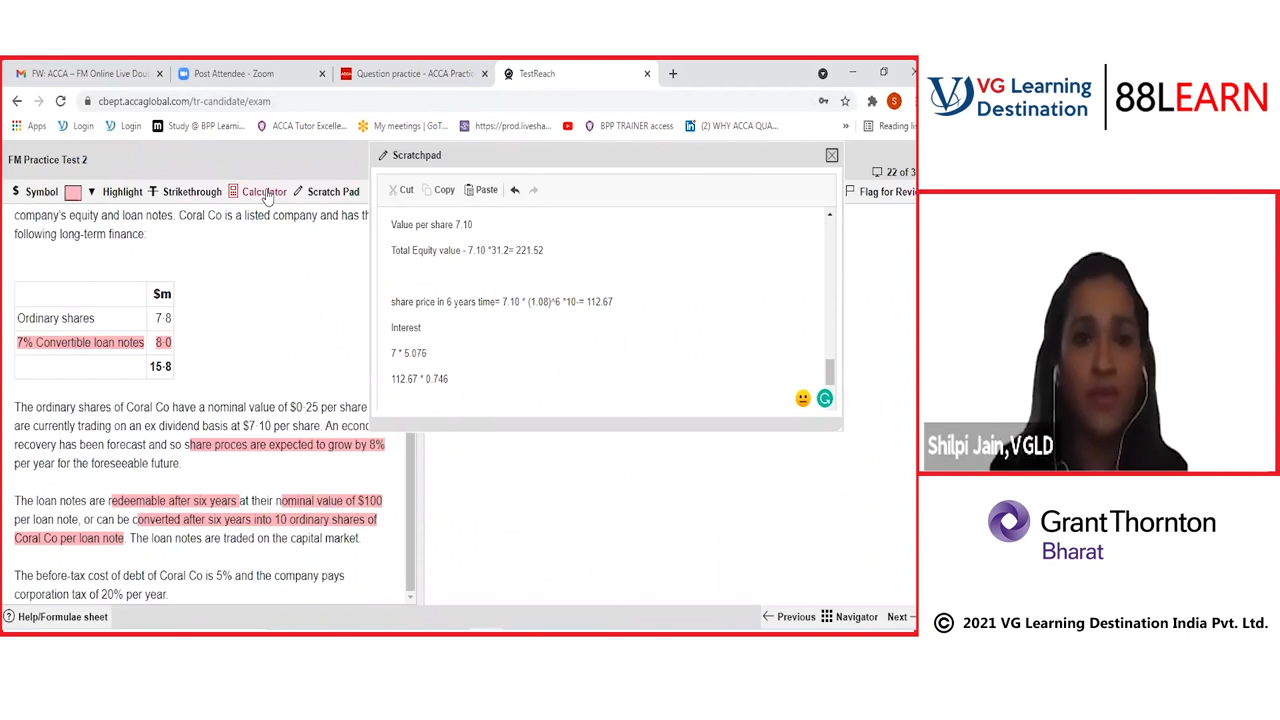 FW: ACCA – FM Online Live Dou
Post Attendee - Zoom
Question practice - ACCA Practic
TestReach
cbept.accaglobal.com/tr-candidate/exam
Apps
Login
Login
Study @ BPP Learni...
ACCA Tutor Excelle...
My meetings | GoT...
https://prod.livesha...
BPP TRAINER access
(2) WHY ACCA QUA...
»
Reading lis
FM Practice Test 2
22 of 3
$ Symbol
Highlight
Strikethrough
Calculator
Scratch Pad
Flag for Revi
Scratchpad
Cut
Copy
Paste
Value per share 7.10
Total Equity value - 7.10 *31.2= 221.52
share price in 6 years time= 7.10 * (1.08)^6 *10-= 112.67
Interest
7 * 5.076
112.67 * 0.746
company's equity and loan notes. Coral Co is a listed company and has th
following long-term finance:
$m
Ordinary shares 7·8
7% Convertible loan notes 8·0
15·8
The ordinary shares of Coral Co have a nominal value of $0·25 per share
are currently trading on an ex dividend basis at $7·10 per share. An econo
recovery has been forecast and so share proces are expected to grow by 8%
per year for the foreseeable future.
The loan notes are redeemable after six years at their nominal value of $100
per loan note, or can be converted after six years into 10 ordinary shares of
Coral Co per loan note. The loan notes are traded on the capital market.
The before-tax cost of debt of Coral Co is 5% and the company pays
corporation tax of 20% per year.
Help/Formulae sheet
Previous
Navigator
Next
VG Learning
Destination
88LEARN
Shilpi Jain,VGLD
Grant Thornton
Bharat
© 2021 VG Learning Destination India Pvt. Ltd.